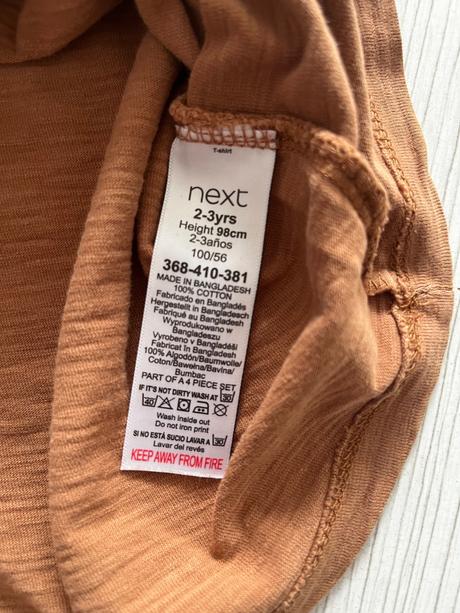 T-shirt
next
2-3yrs
Height 98cm
2-3años
100/56
368-410-381
MADE IN BANGLADESH
100% COTTON
Fabricado en Bangladés
Hergestellt in Bangladesch
Fabriqué au Bangladesh
Wyprodukowano w
Bangladeszu
Vyrobeno v Bangladéši
Fabricat în Bangladesh
100% Algodón/Baumwolle/
Coton/Bawełna/Bavlna/
Bumbac
PART OF A 4 PIECE SET
IF IT'S NOT DIRTY WASH AT 30
40
Wash inside out
Do not iron print
SI NO ESTÁ SUCIO LAVAR A 30
Lavar del revés
KEEP AWAY FROM FIRE